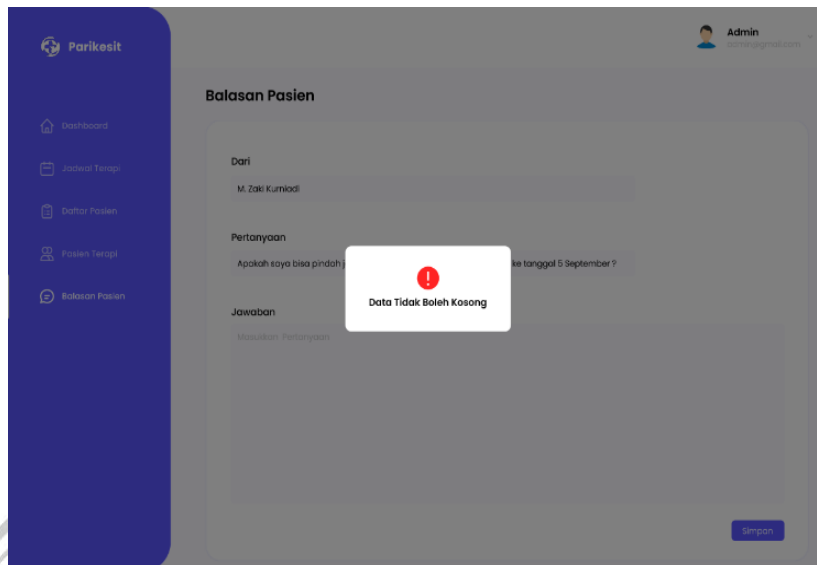 Parikesit
Admin
Balasan Pasien
Dashboard
Jadwal Terapi
Daftar Pasien
Pasien Terapi
Balasan Pasien
Dari
M. Zaki Kurniadi
Pertanyaan
Apakah saya bisa pindah
ke tanggal 5 September ?
Data Tidak Boleh Kosong
Jawaban
Masukkan Pertanyaan
Simpan